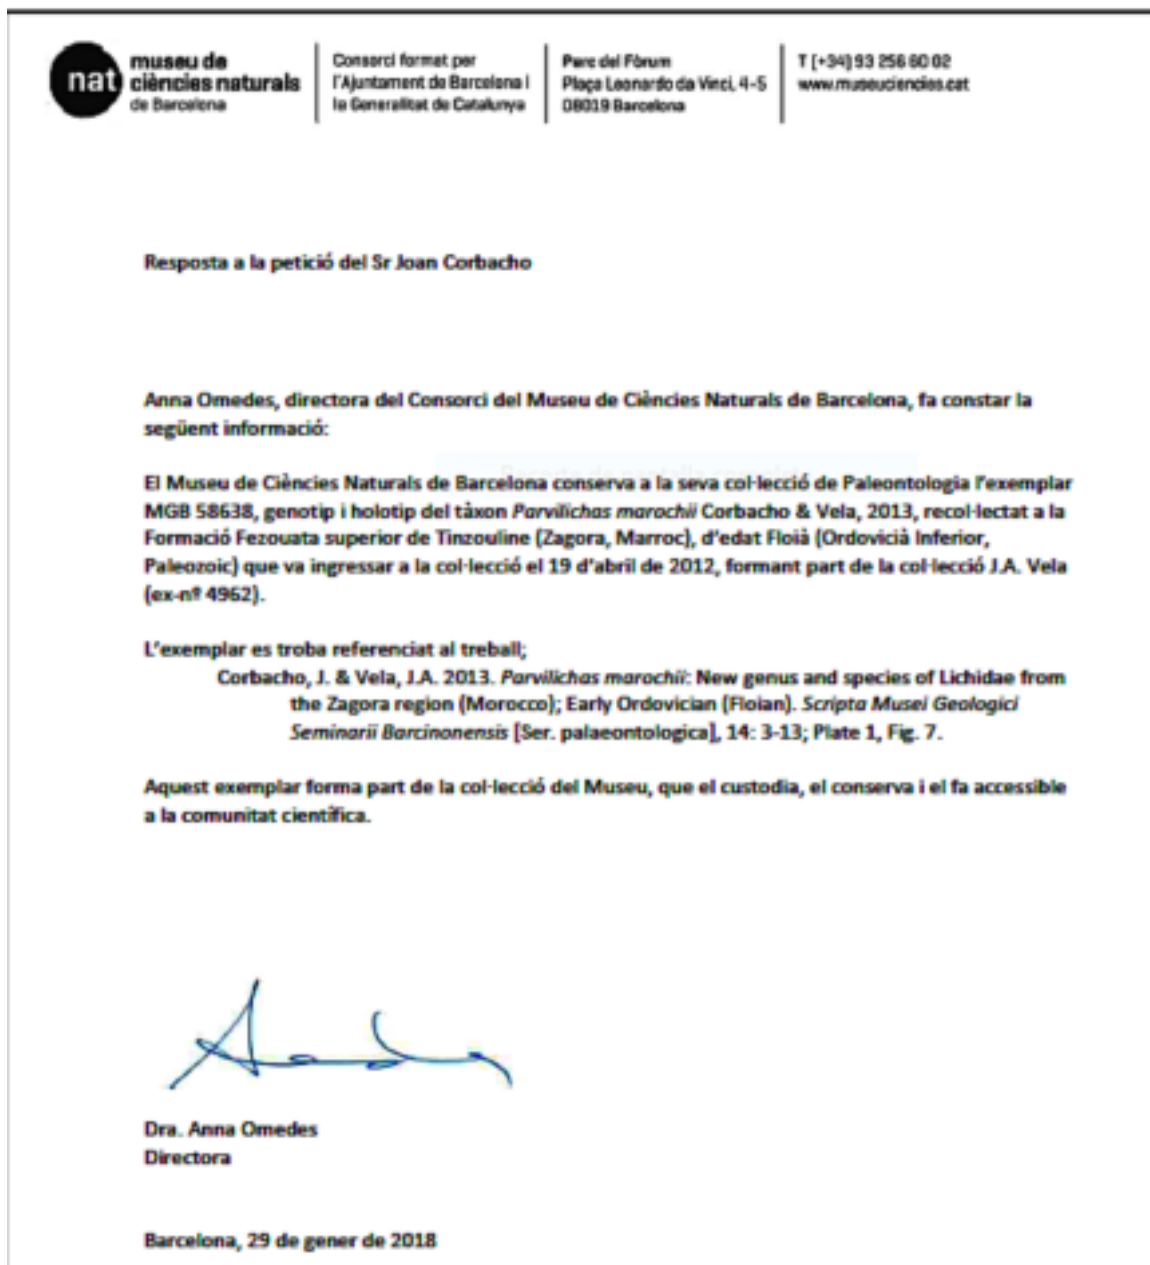 nat
museu de
ciències naturals
de Barcelona
Consorci format per
l'Ajuntament de Barcelona i
la Generalitat de Catalunya
Parc del Fòrum
Plaça Leonardo da Vinci, 4-5
08019 Barcelona
T [+34] 93 256 60 02
www.museuciencies.cat
Resposta a la petició del Sr Joan Corbacho
Anna Omedes, directora del Consorci del Museu de Ciències Naturals de Barcelona, fa constar la
següent informació:
El Museu de Ciències Naturals de Barcelona conserva a la seva col·lecció de Paleontologia l'exemplar
MGB 58638, genotip i holotip del tàxon Parvilichas marochii Corbacho & Vela, 2013, recol·lectat a la
Formació Fezouata superior de Tinzouline (Zagora, Marroc), d'edat Floià (Ordovicià Inferior,
Paleozoic) que va ingressar a la col·lecció el 19 d'abril de 2012, formant part de la col·lecció J.A. Vela
(ex-nº 4962).
L'exemplar es troba referenciat al treball;
Corbacho, J. & Vela, J.A. 2013. Parvilichas marochii: New genus and species of Lichidae from
the Zagora region (Morocco); Early Ordovician (Floian). Scripta Musei Geologici
Seminarii Barcinonensis [Ser. palaeontologica], 14: 3-13; Plate 1, Fig. 7.
Aquest exemplar forma part de la col·lecció del Museu, que el custodia, el conserva i el fa accessible
a la comunitat científica.
Dra. Anna Omedes
Directora
Barcelona, 29 de gener de 2018